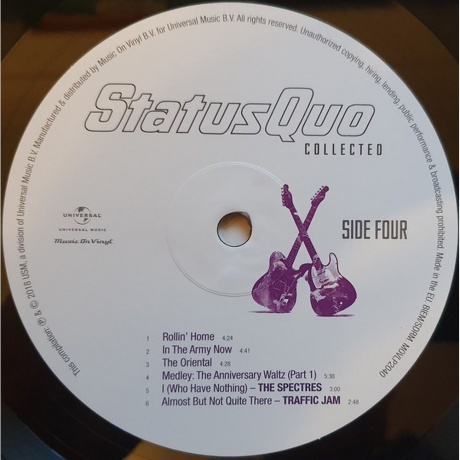 This compilation ℗ & © 2018 USM, a division of Universal Music B.V. Manufactured & distributed by Music On Vinyl B.V. for Universal Music B.V. All rights reserved. Unauthorized copying, hiring, lending, public performance & broadcasting prohibited. Made in the EU. BIEM/SDRM MOVLP2040
StatusQuo
COLLECTED
UNIVERSAL
UNIVERSAL MUSIC
Music On Vinyl
SIDE FOUR
1 Rollin' Home 4:24
2 In The Army Now 4:41
3 The Oriental 4:28
4 Medley: The Anniversary Waltz (Part 1) 5:30
5 I (Who Have Nothing) – THE SPECTRES 3:00
6 Almost But Not Quite There – TRAFFIC JAM 2:48